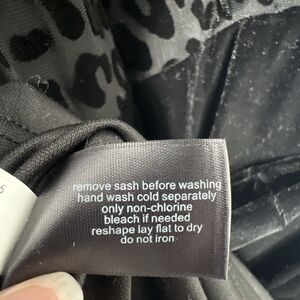 remove sash before washing
hand wash cold separately
only non-chlorine
bleach if needed
reshape lay flat to dry
do not iron